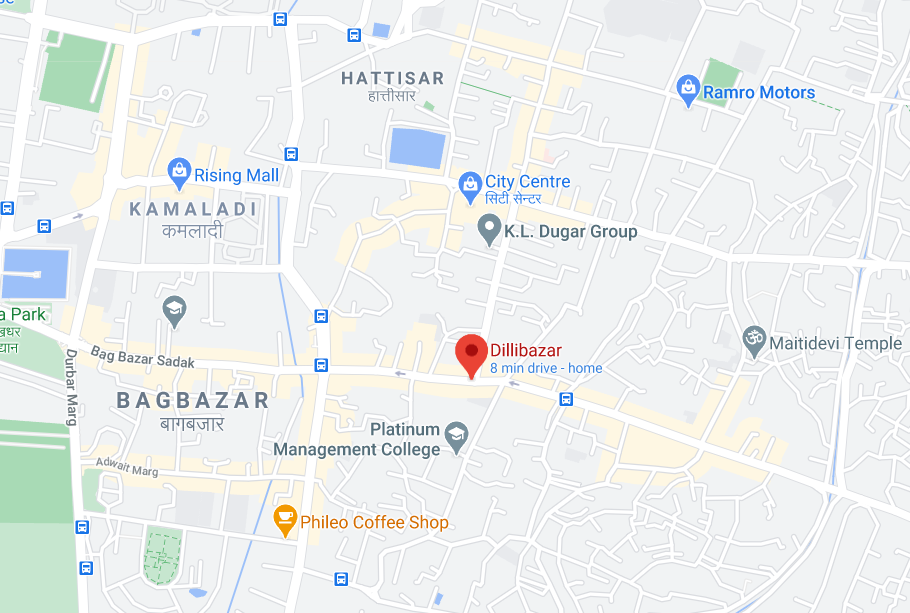 HATTISAR
हात्तीसार
Ramro Motors
Rising Mall
City Centre
सिटी सेन्टर
KAMALADI
कमलादी
K.L. Dugar Group
a Park
Maitidevi Temple
Dillibazar
8 min drive - home
Bag Bazar Sadak
Durbar Marg
BAGBAZAR
बागबजार
Platinum
Management College
Adwait Marg
Phileo Coffee Shop